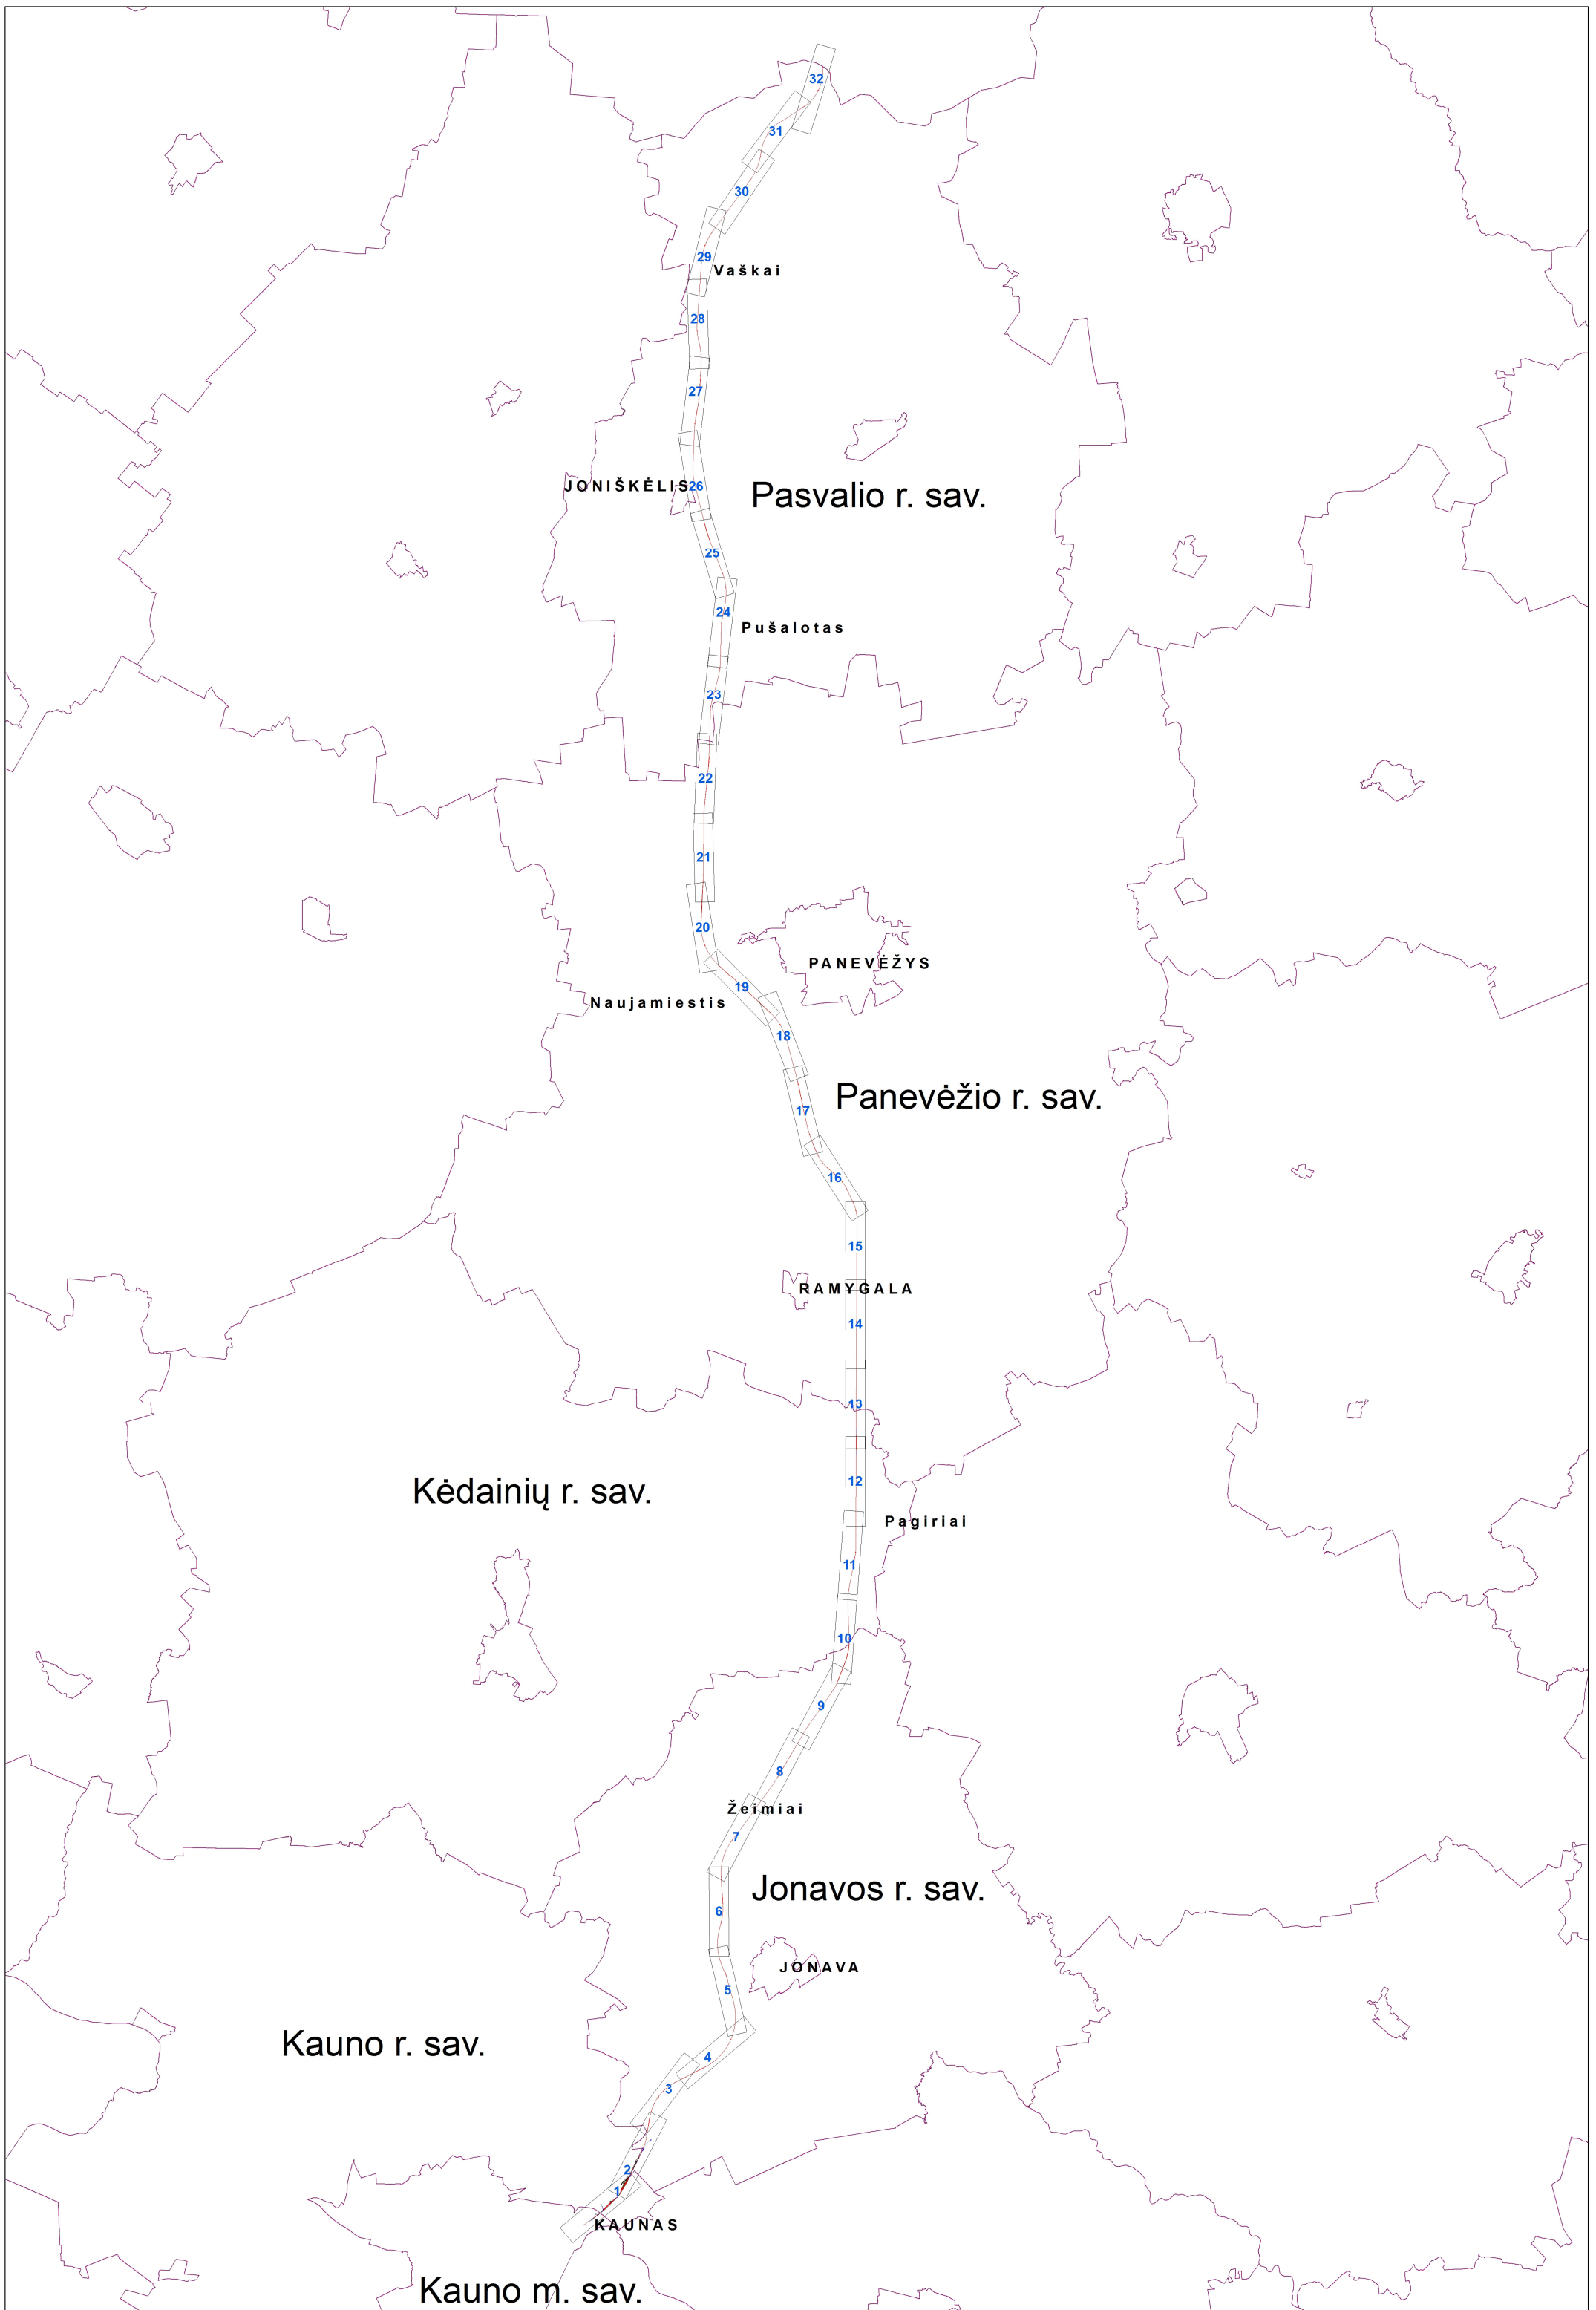 32
31
30
29
Vaškai
28
27
JONIŠKĖLIS
26
Pasvalio r. sav.
25
24
Pušalotas
23
22
21
20
PANEVĖŽYS
19
Naujamiestis
18
Panevėžio r. sav.
17
16
15
RAMYGALA
14
13
12
Kėdainių r. sav.
Pagiriai
11
10
9
8
Žeimiai
7
Jonavos r. sav.
6
JONAVA
5
Kauno r. sav.
4
3
2
1
KAUNAS
Kauno m. sav.